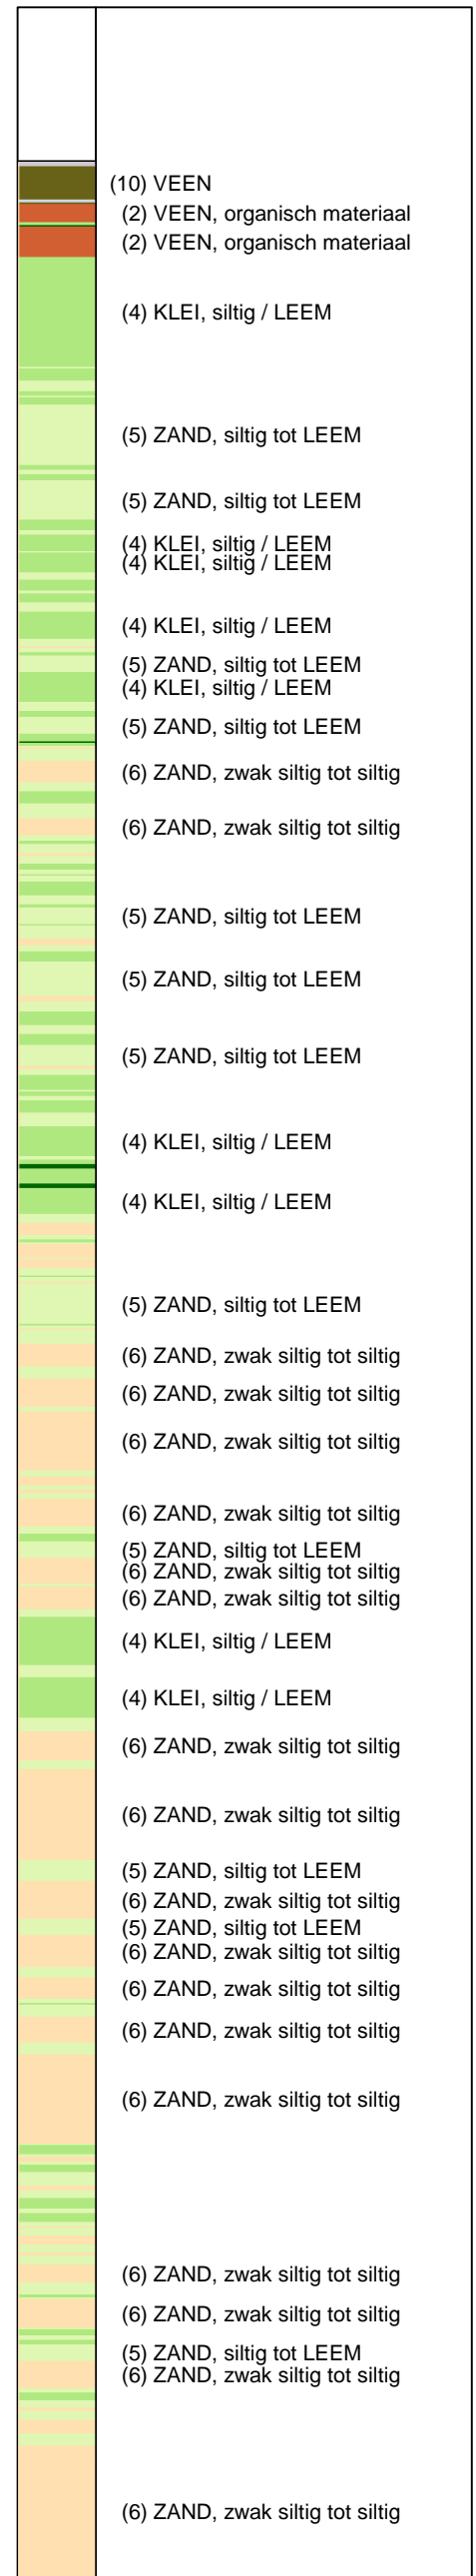 (10) VEEN
(2) VEEN, organisch materiaal
(2) VEEN, organisch materiaal
(4) KLEI, siltig / LEEM
(5) ZAND, siltig tot LEEM
(5) ZAND, siltig tot LEEM
(4) KLEI, siltig / LEEM
(4) KLEI, siltig / LEEM
(4) KLEI, siltig / LEEM
(5) ZAND, siltig tot LEEM
(4) KLEI, siltig / LEEM
(5) ZAND, siltig tot LEEM
(6) ZAND, zwak siltig tot siltig
(6) ZAND, zwak siltig tot siltig
(5) ZAND, siltig tot LEEM
(5) ZAND, siltig tot LEEM
(5) ZAND, siltig tot LEEM
(4) KLEI, siltig / LEEM
(4) KLEI, siltig / LEEM
(5) ZAND, siltig tot LEEM
(6) ZAND, zwak siltig tot siltig
(6) ZAND, zwak siltig tot siltig
(6) ZAND, zwak siltig tot siltig
(6) ZAND, zwak siltig tot siltig
(5) ZAND, siltig tot LEEM
(6) ZAND, zwak siltig tot siltig
(6) ZAND, zwak siltig tot siltig
(4) KLEI, siltig / LEEM
(4) KLEI, siltig / LEEM
(6) ZAND, zwak siltig tot siltig
(6) ZAND, zwak siltig tot siltig
(5) ZAND, siltig tot LEEM
(6) ZAND, zwak siltig tot siltig
(5) ZAND, siltig tot LEEM
(6) ZAND, zwak siltig tot siltig
(6) ZAND, zwak siltig tot siltig
(6) ZAND, zwak siltig tot siltig
(6) ZAND, zwak siltig tot siltig
(6) ZAND, zwak siltig tot siltig
(6) ZAND, zwak siltig tot siltig
(5) ZAND, siltig tot LEEM
(6) ZAND, zwak siltig tot siltig
(6) ZAND, zwak siltig tot siltig